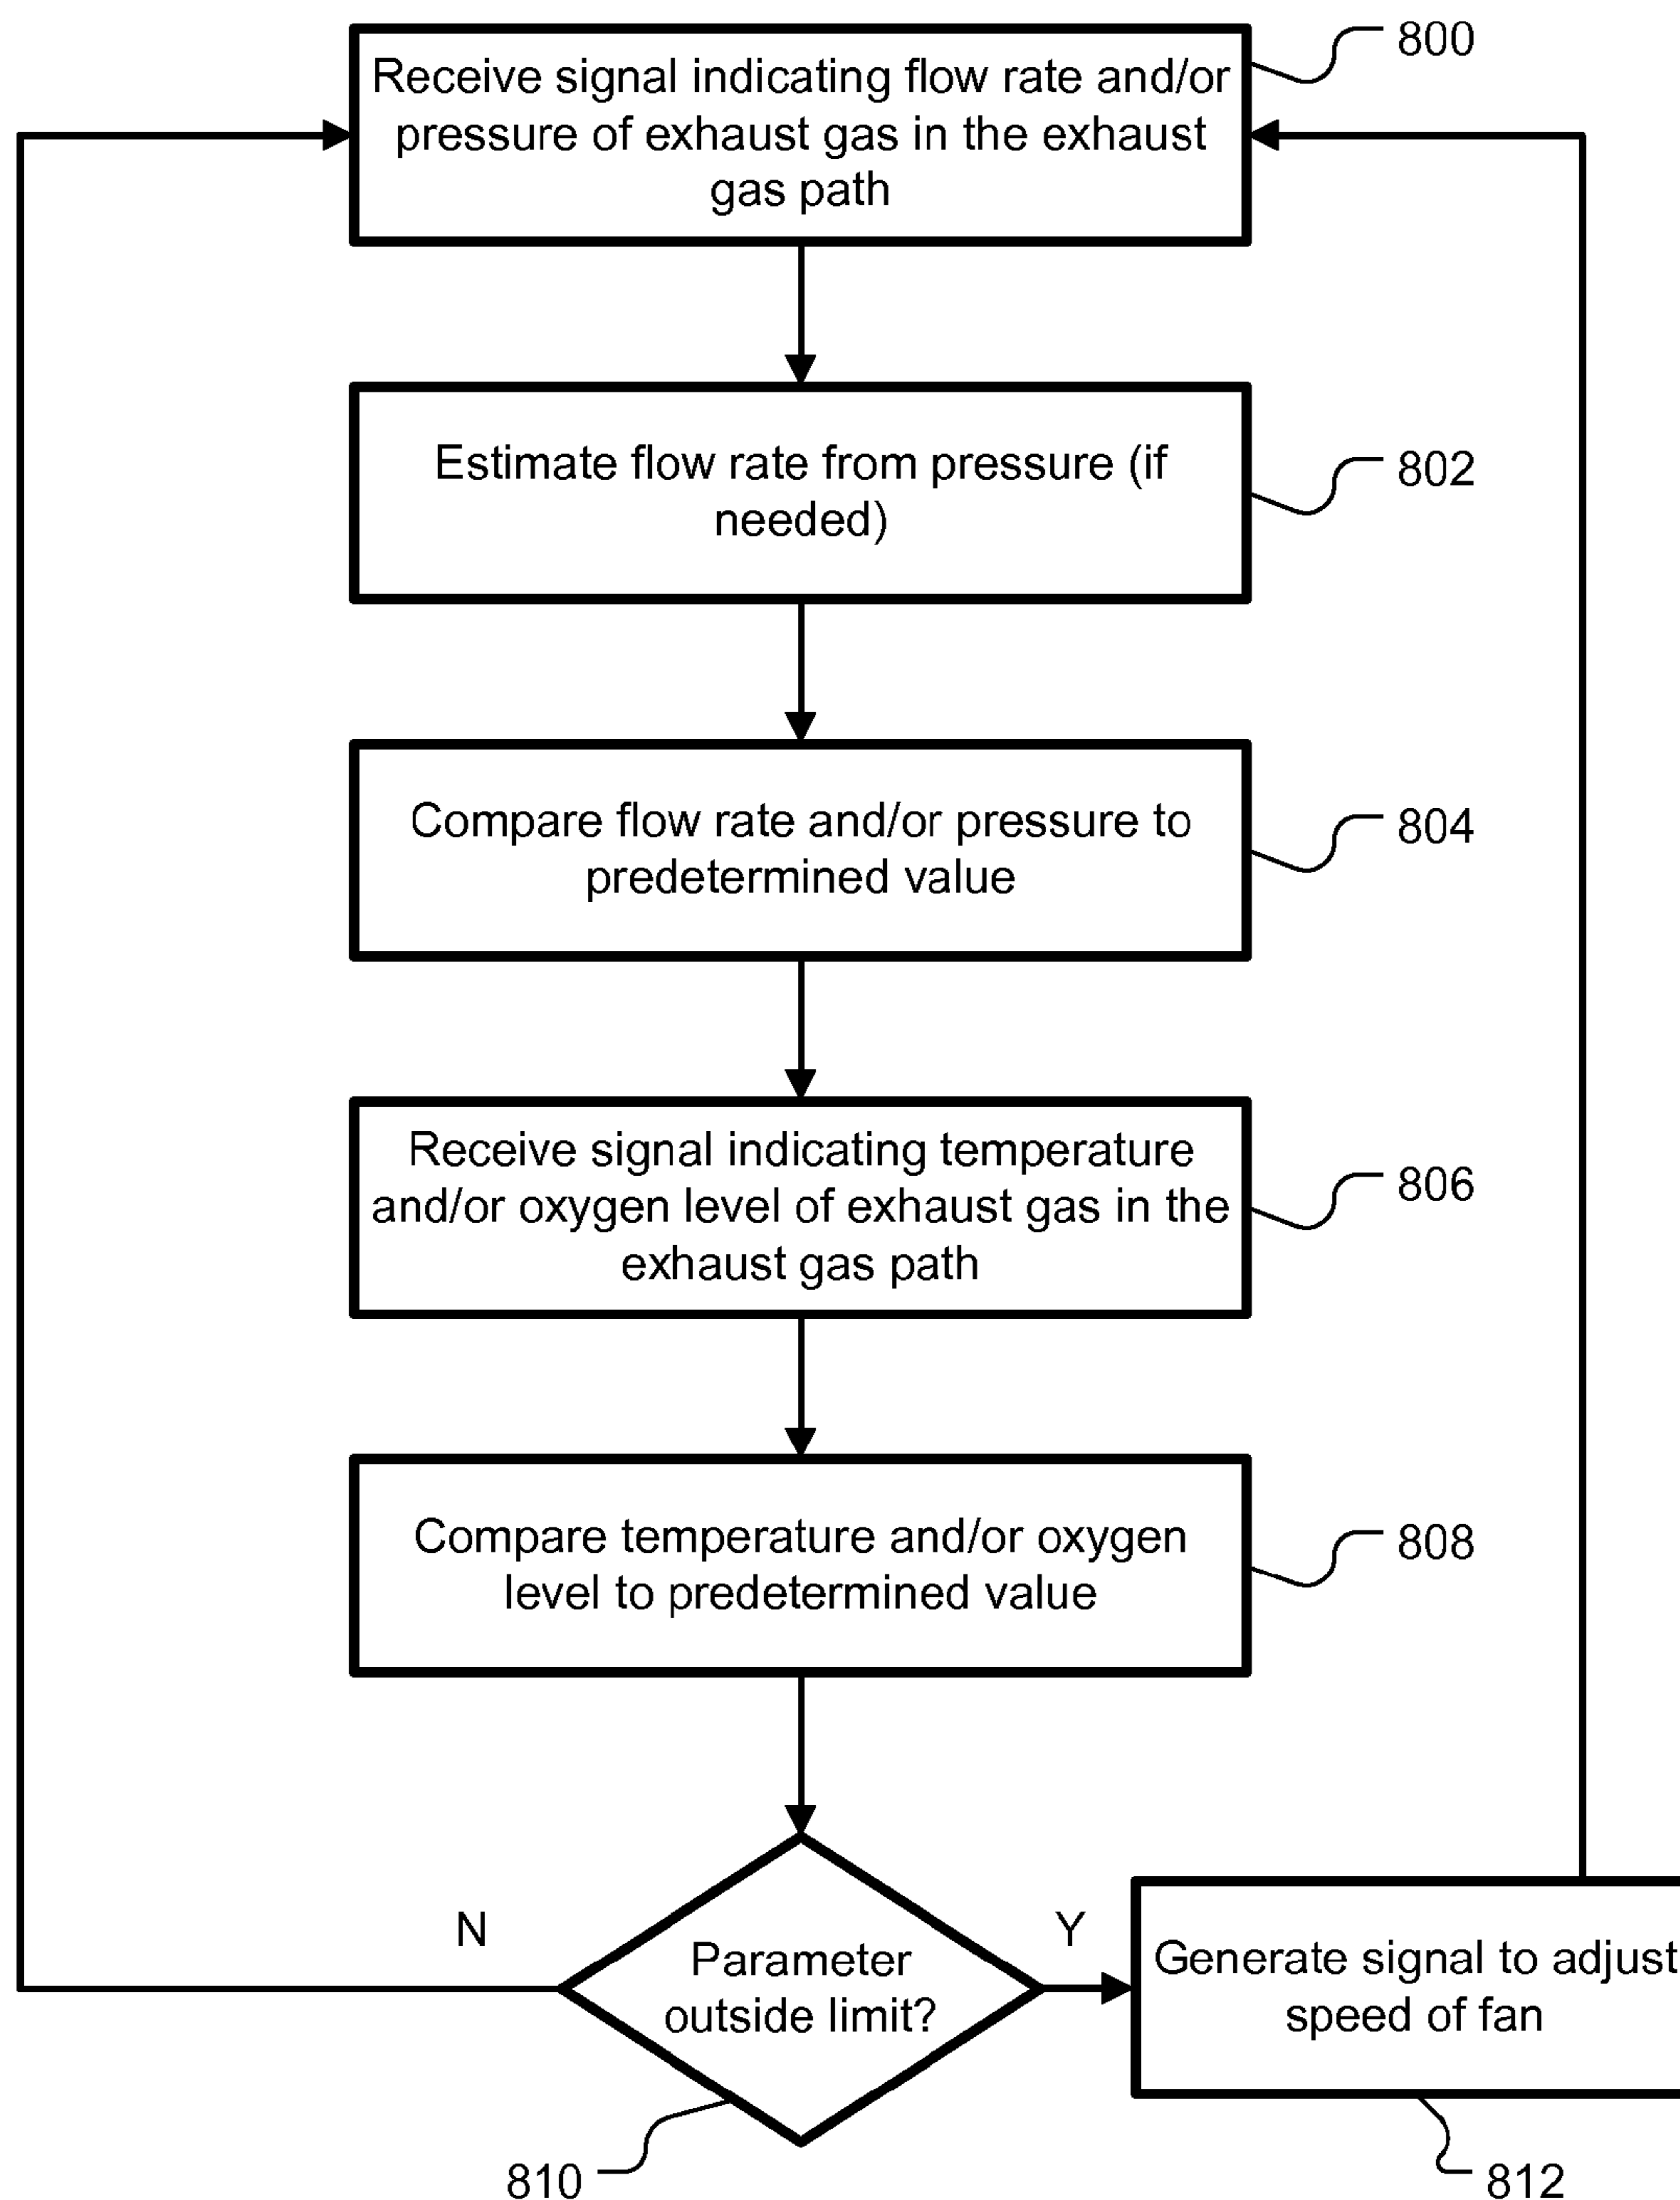 800
Receive signal indicating flow rate and/or
pressure of exhaust gas in the exhaust
gas path
Estimate flow rate from pressure (if
needed)
802
Compare flow rate and/or pressure to
predetermined value
804
Receive signal indicating temperature
and/or oxygen level of exhaust gas in the
exhaust gas path
806
Compare temperature and/or oxygen
level to predetermined value
808
N
Y
Parameter
outside limit?
Generate signal to adjust
speed of fan
810
812